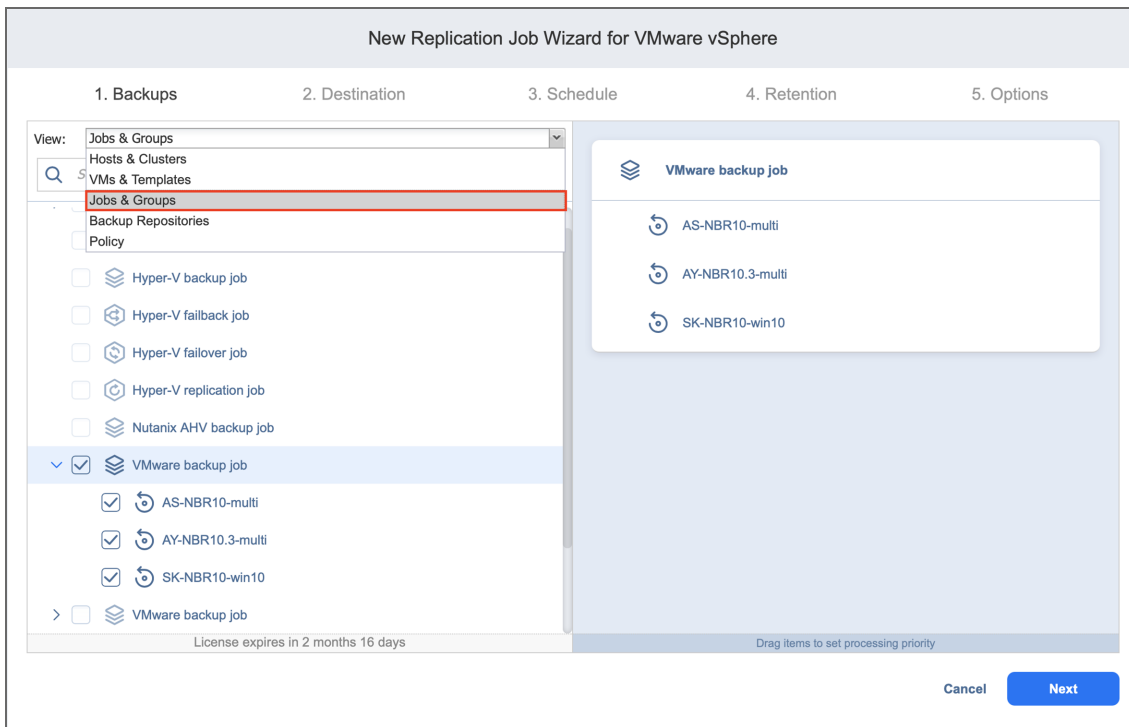 New Replication Job Wizard for VMware vSphere
1. Backups
2. Destination
3. Schedule
4. Retention
5. Options
View:
Jobs & Groups
Hosts & Clusters
VMs & Templates
Jobs & Groups
Backup Repositories
Policy
Hyper-V backup job
Hyper-V failback job
Hyper-V failover job
Hyper-V replication job
Nutanix AHV backup job
VMware backup job
AS-NBR10-multi
AY-NBR10.3-multi
SK-NBR10-win10
VMware backup job
License expires in 2 months 16 days
VMware backup job
AS-NBR10-multi
AY-NBR10.3-multi
SK-NBR10-win10
Drag items to set processing priority
Cancel
Next